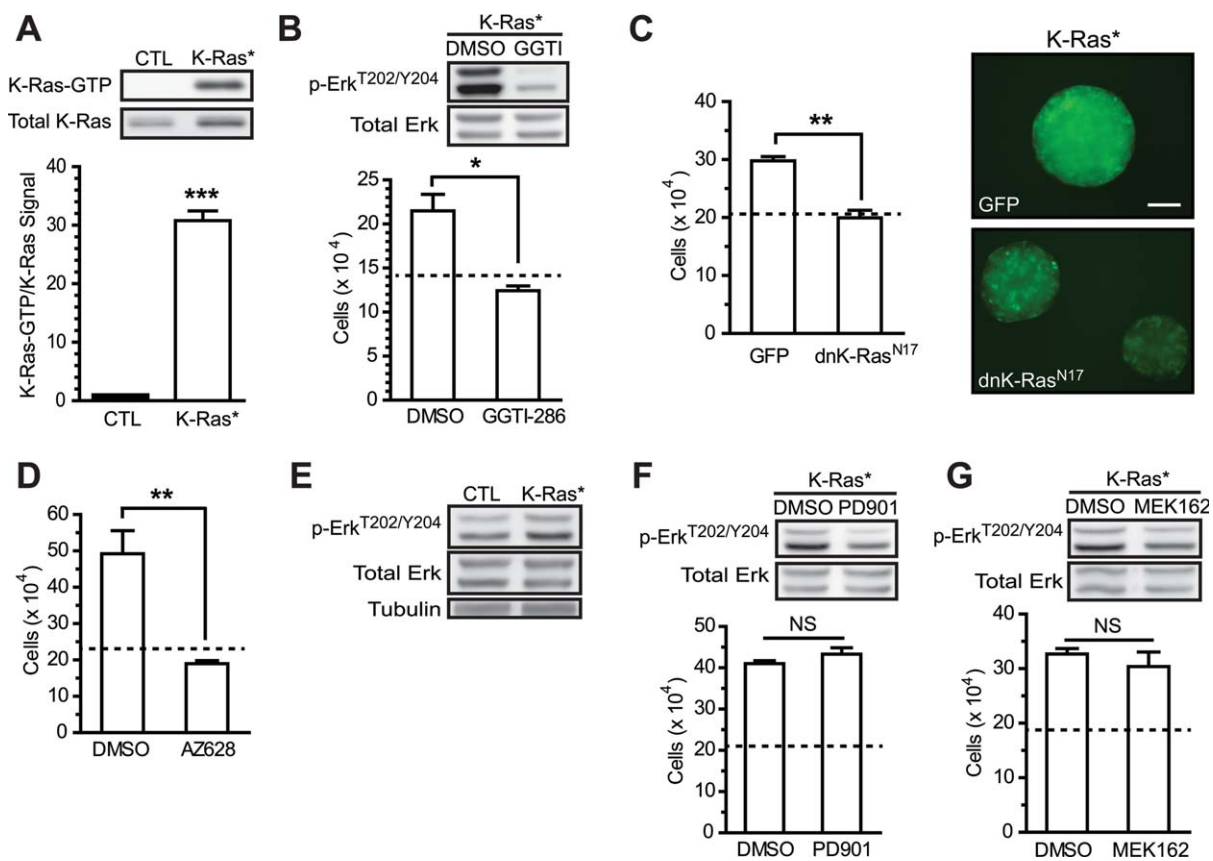 A
CTL K-Ras*
K-Ras-GTP
Total K-Ras
K-Ras-GTP/K-Ras Signal
40
30
20
10
0
***
CTL K-Ras*
B
K-Ras*
DMSO GGTI
p-Erk^T202/Y204
Total Erk
Cells (x 10^4)
25
20
15
10
5
0
*
DMSO GGTI-286
C
Cells (x 10^4)
40
30
20
10
0
**
GFP dnK-Ras^N17
K-Ras*
GFP
dnK-Ras^N17
D
Cells (x 10^4)
60
50
40
30
20
10
0
**
DMSO AZ628
E
CTL K-Ras*
p-Erk^T202/Y204
Total Erk
Tubulin
F
K-Ras*
DMSO PD901
p-Erk^T202/Y204
Total Erk
Cells (x 10^4)
50
40
30
20
10
0
NS
DMSO PD901
G
K-Ras*
DMSO MEK162
p-Erk^T202/Y204
Total Erk
Cells (x 10^4)
40
30
20
10
0
NS
DMSO MEK162